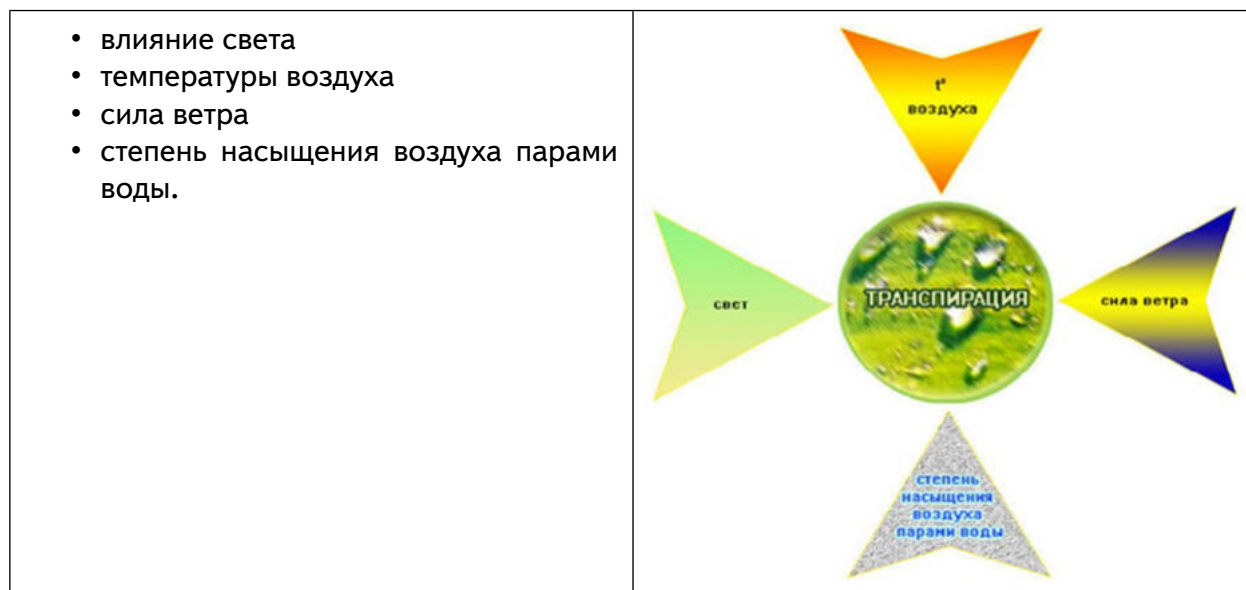 • влияние света
• температуры воздуха
• сила ветра
• степень насыщения воздуха парами
воды.
t°
воздуха
свет
ТРАНСПИРАЦИЯ
сила ветра
степень
насыщения
воздуха
парами воды